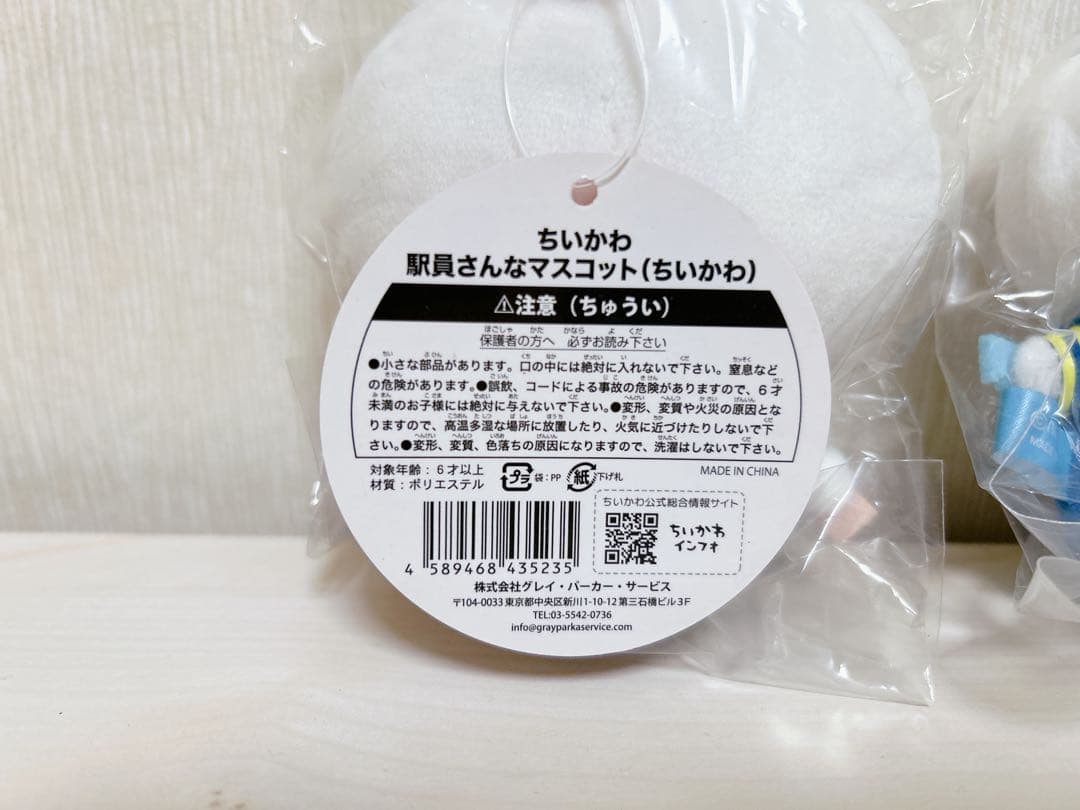 ちいかわ
駅員さんなマスコット(ちいかわ)
⚠注意(ちゅうい)
保護者の方へ 必ずお読み下さい
●小さな部品があります。口の中には絶対に入れないで下さい。窒息など
の危険があります。●誤飲、コードによる事故の危険がありますので、6才
未満のお子様には絶対に与えないで下さい。●変形、変質や火災の原因とな
りますので、高温多湿な場所に放置したり、火気に近づけたりしないで下
さい。●変形、変質、色落ちの原因になりますので、洗濯はしないで下さい。
対象年齢:6才以上
材質:ポリエステル
プラ 袋:PP 紙 下げ札
MADE IN CHINA
ちいかわ公式総合情報サイト
ちいかわ
インフォ
4 589468 435235
株式会社グレイ・パーカー・サービス
〒104-0033 東京都中央区新川1-10-12 第三石橋ビル3F
TEL:03-5542-0736
info@grayparkaservice.com